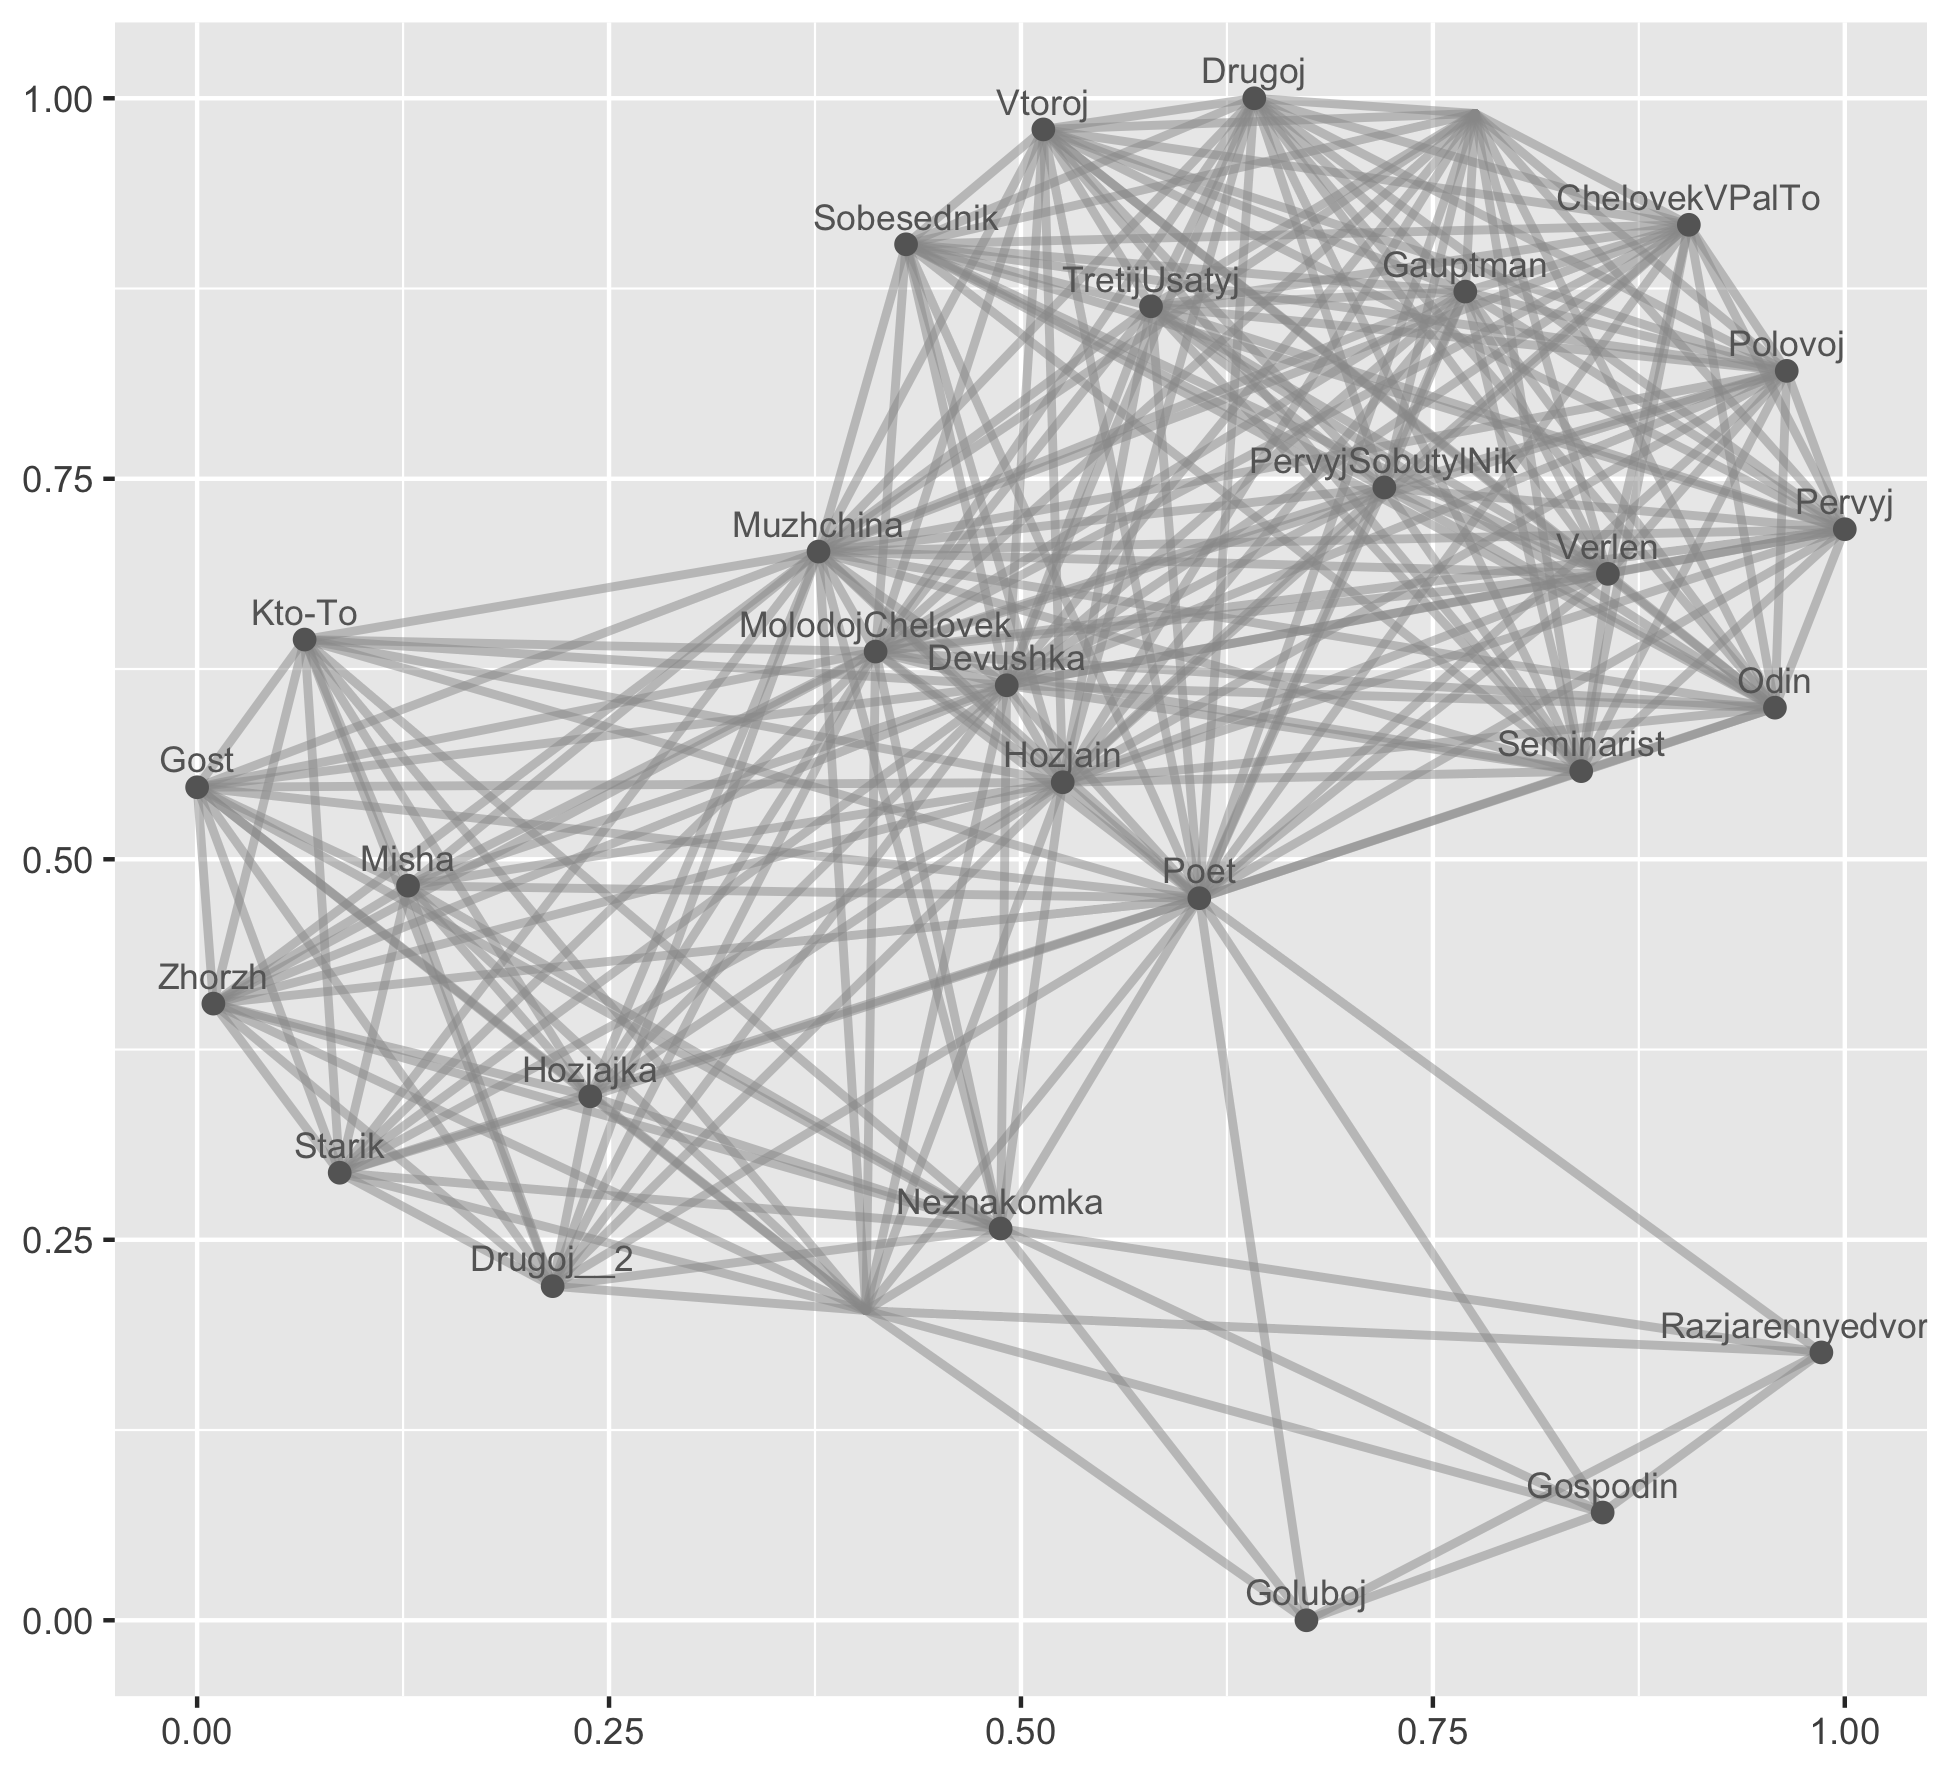 Drugoj
1.00
Vtoroj
ChelovekVPalTo
Sobesednik
Gauptman
TretijUsatyj
Polovoj
PervyjSobutylNik
0.75
Pervyj
Muzhchina
Verlen
Kto-To
MolodojChelovek
Devushka
Odin
Seminarist
Hozjain
Gost
Misha
0.50
Poet
Zhorzh
Hozjajka
Starik
Neznakomka
0.25
Drugoj__2
Razjarennyedvor
Gospodin
Goluboj
0.00
0.00 0.25 0.50 0.75 1.00